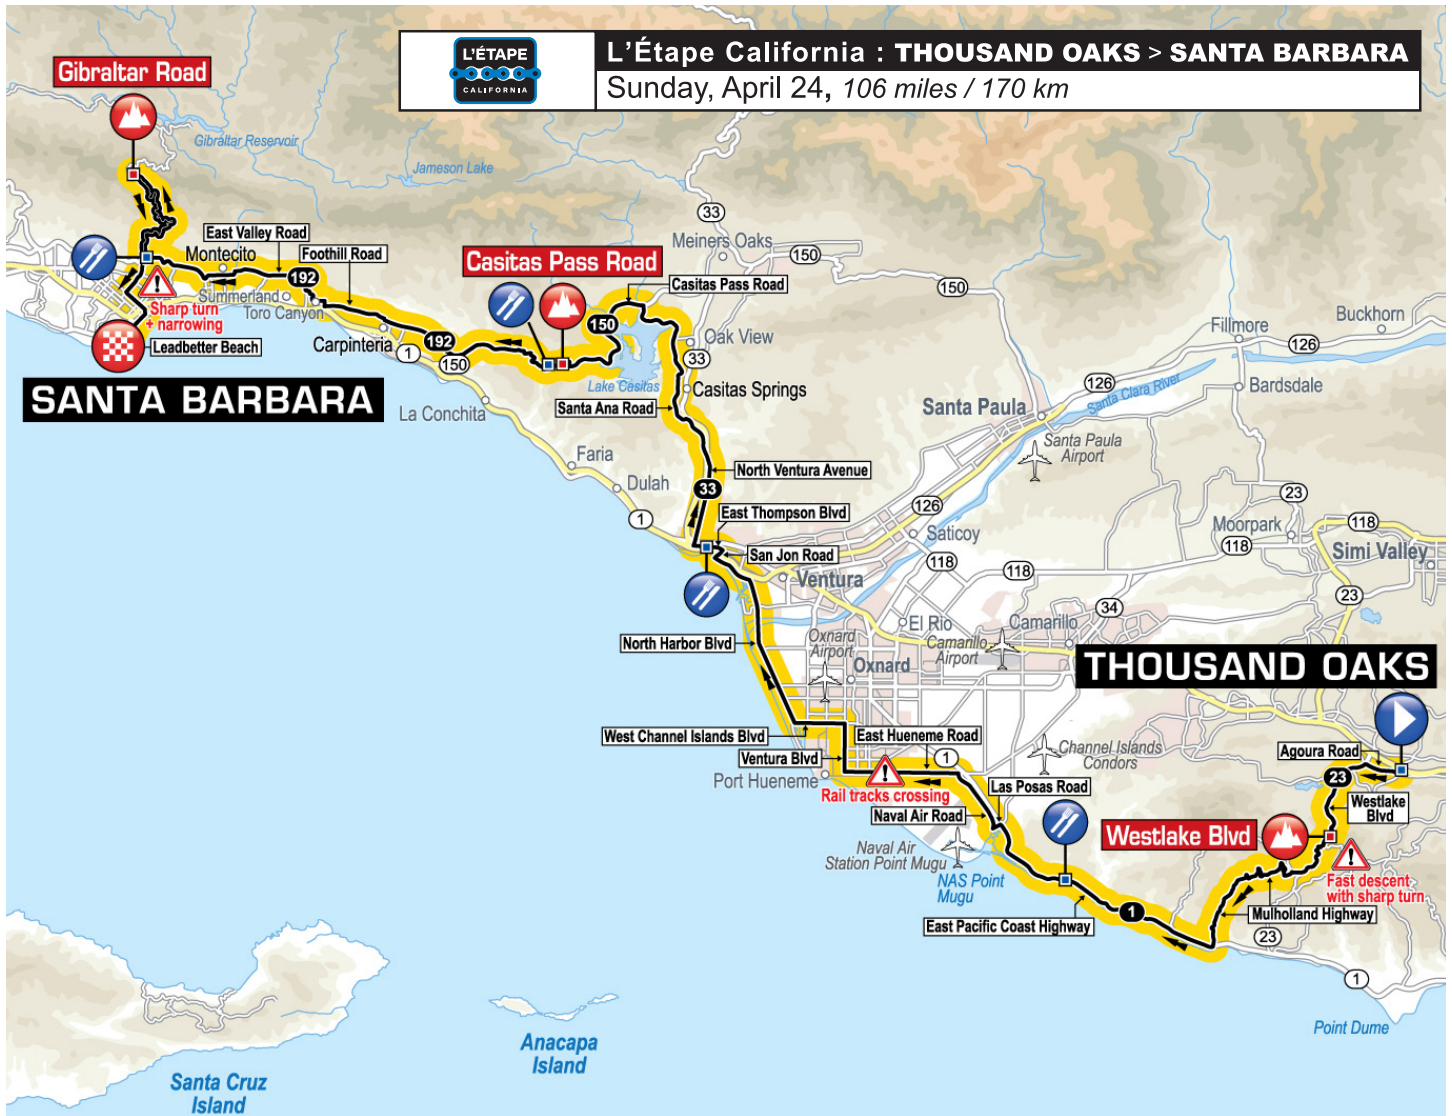 L'ÉTAPE
CALIFORNIA
L'Étape California : THOUSAND OAKS > SANTA BARBARA
Sunday, April 24, 106 miles / 170 km
Gibraltar Road
Gibraltar Reservoir
Jameson Lake
33
Meiners Oaks
150
150
East Valley Road
Montecito
Foothill Road
192
Casitas Pass Road
Casitas Pass Road
Summerland
Toro Canyon
Sharp turn
+ narrowing
Leadbetter Beach
SANTA BARBARA
Carpinteria
1
192
150
150
Oak View
33
Lake Casitas
Casitas Springs
Santa Ana Road
La Conchita
Faria
Dulah
1
North Ventura Avenue
33
East Thompson Blvd
San Jon Road
Ventura
Fillmore
Buckhorn
126
126
Bardsdale
Santa Clara River
Santa Paula
Santa Paula
Airport
126
Saticoy
118
118
23
Moorpark
118
118
Simi Valley
23
34
El Rio
Camarillo
Camarillo
Airport
Oxnard
Airport
Oxnard
North Harbor Blvd
THOUSAND OAKS
West Channel Islands Blvd
Ventura Blvd
Port Hueneme
East Hueneme Road
1
Rail tracks crossing
Channel Islands
Condors
Las Posas Road
Naval Air Road
Naval Air
Station Point Mugu
NAS Point
Mugu
Agoura Road
23
Westlake
Blvd
Westlake Blvd
Fast descent
with sharp turn
Mulholland Highway
23
East Pacific Coast Highway
1
1
Point Dume
Anacapa
Island
Santa Cruz
Island